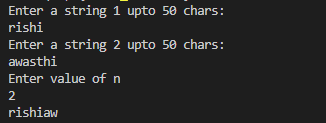 Enter a string 1 upto 50 chars:
rishi
Enter a string 2 upto 50 chars:
awasthi
Enter value of n
2
rishiaw